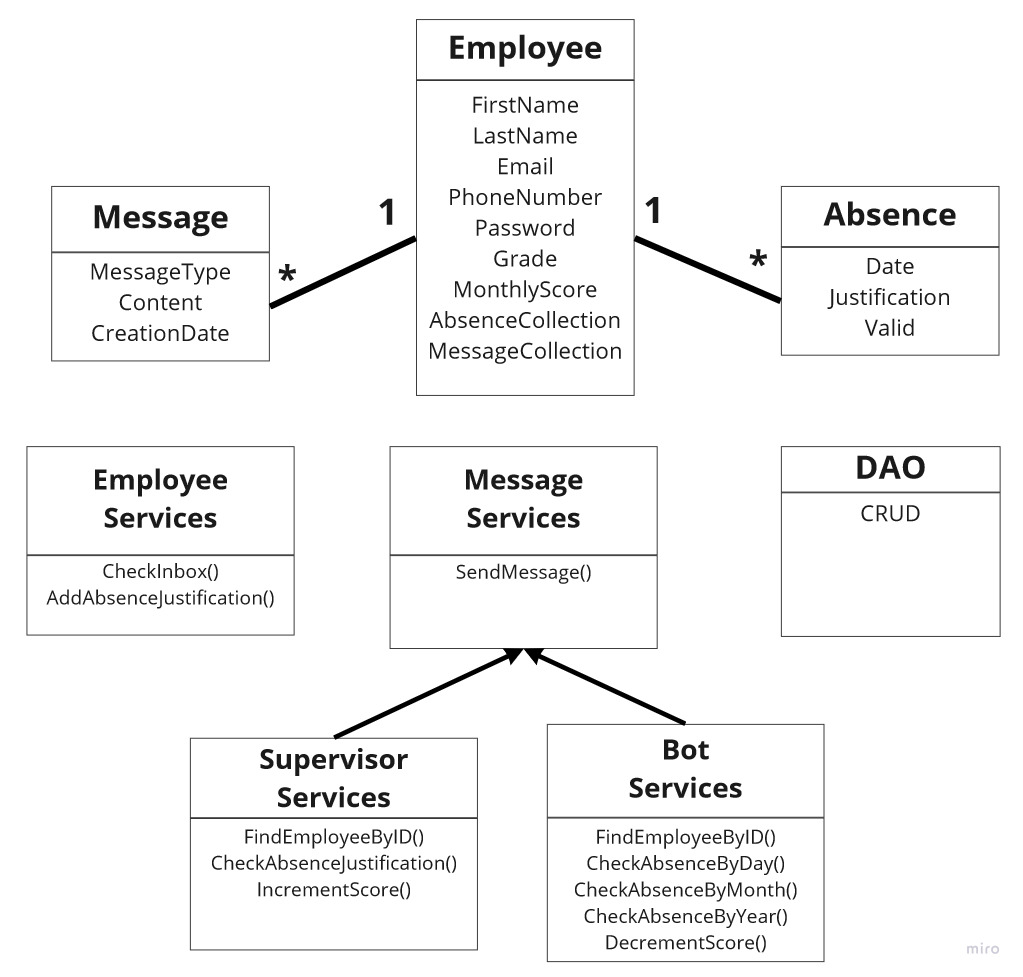 Employee
FirstName
LastName
Email
PhoneNumber
Password
Grade
MonthlyScore
AbsenceCollection
MessageCollection
Message
MessageType
Content
CreationDate
1
*
1
*
Absence
Date
Justification
Valid
Employee
Services
CheckInbox()
AddAbsenceJustification()
Message
Services
SendMessage()
DAO
CRUD
Supervisor
Services
FindEmployeeByID()
CheckAbsenceJustification()
IncrementScore()
Bot
Services
FindEmployeeByID()
CheckAbsenceByDay()
CheckAbsenceByMonth()
CheckAbsenceByYear()
DecrementScore()
miro